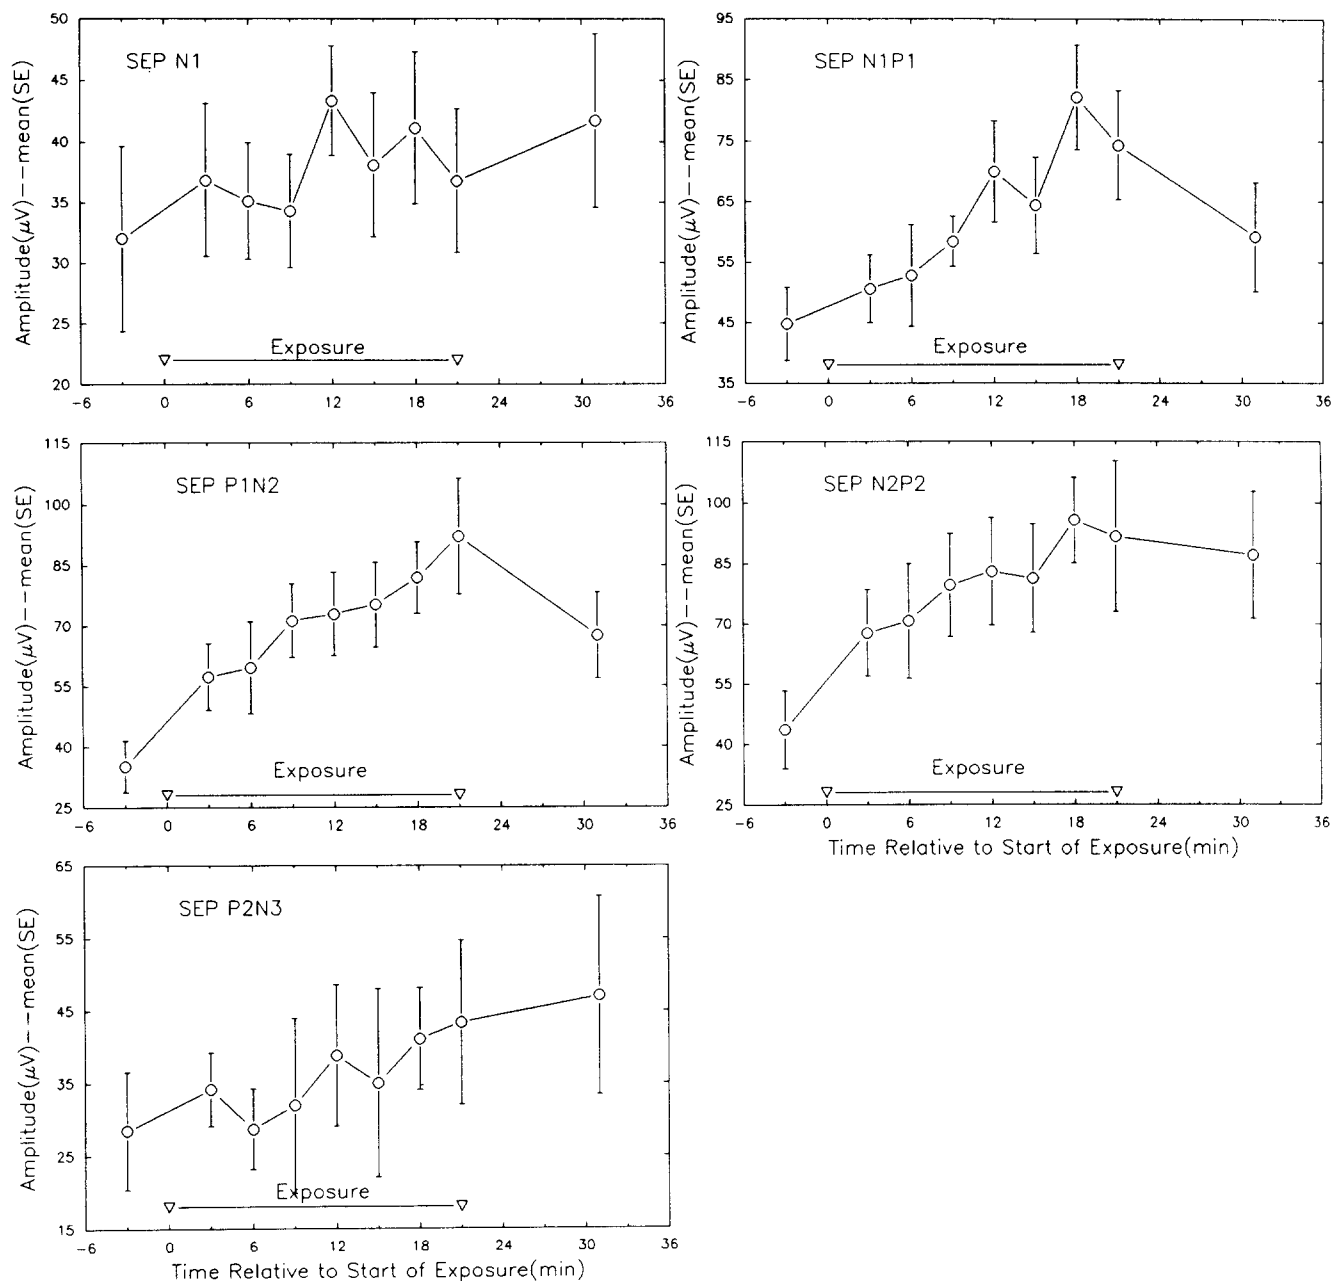 SEP N1
Amplitude(μV)---mean(SE)
50
45
40
35
30
25
20
Exposure
-6 0 6 12 18 24 30 36
SEP N1P1
Amplitude(μV)---mean(SE)
95
85
75
65
55
45
35
Exposure
-6 0 6 12 18 24 30 36
SEP P1N2
Amplitude(μV)---mean(SE)
115
100
85
70
55
40
25
Exposure
-6 0 6 12 18 24 30 36
SEP N2P2
Amplitude(μV)---mean(SE)
115
100
85
70
55
40
25
Exposure
-6 0 6 12 18 24 30 36
Time Relative to Start of Exposure(min)
SEP P2N3
Amplitude(μV)---mean(SE)
65
55
45
35
25
15
Exposure
-6 0 6 12 18 24 30 36
Time Relative to Start of Exposure(min)